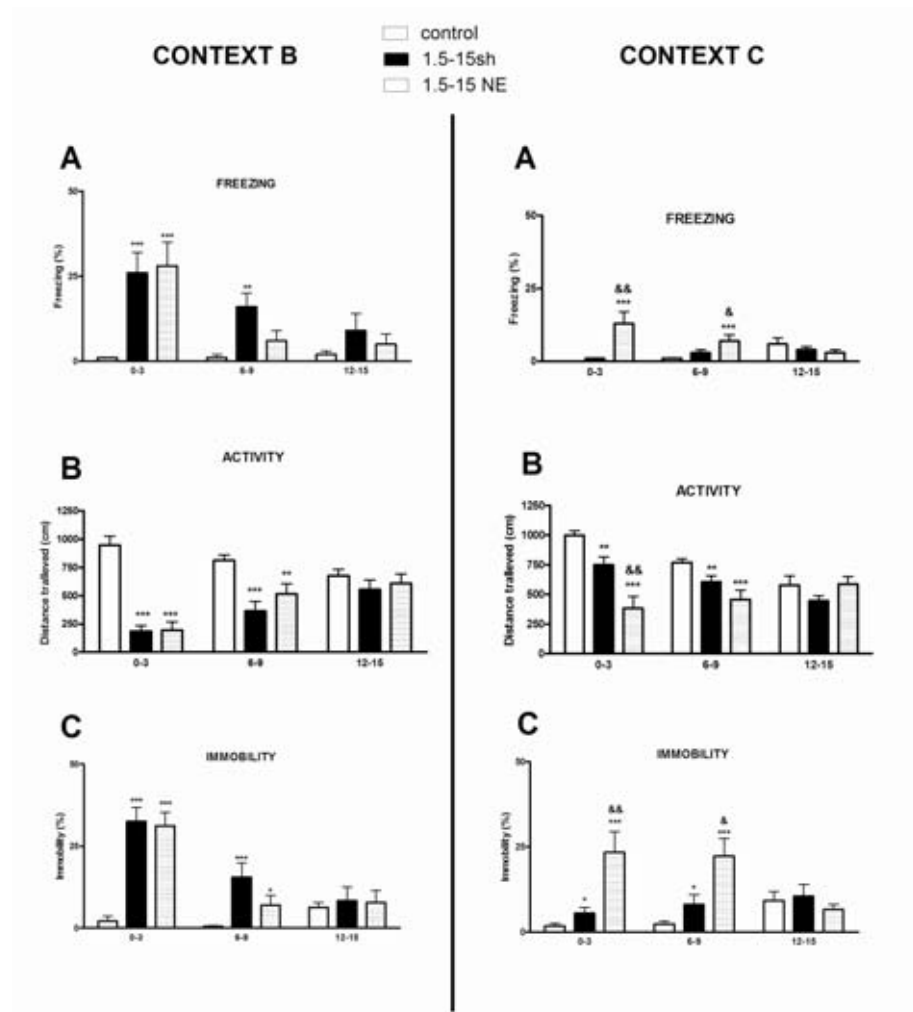 control
CONTEXT B
1.5-15sh
CONTEXT C
1.5-15 NE
A
FREEZING
50
25
0
Freezing (%)
*** ***
**
0-3 6-9 12-15
B
ACTIVITY
1250
1000
750
500
250
0
Distance tralleved (cm)
*** ***
*** **
0-3 6-9 12-15
C
IMMOBILITY
50
25
0
Immobility (%)
*** ***
*** *
0-3 6-9 12-15
A
FREEZING
50
25
0
Freezing (%)
&&
***
&
***
0-3 6-9 12-15
B
ACTIVITY
1250
1000
750
500
250
0
Distance tralleved (cm)
**
&&
***
** ***
0-3 6-9 12-15
C
IMMOBILITY
50
25
0
Immobility (%)
*
&&
***
*
&
***
0-3 6-9 12-15